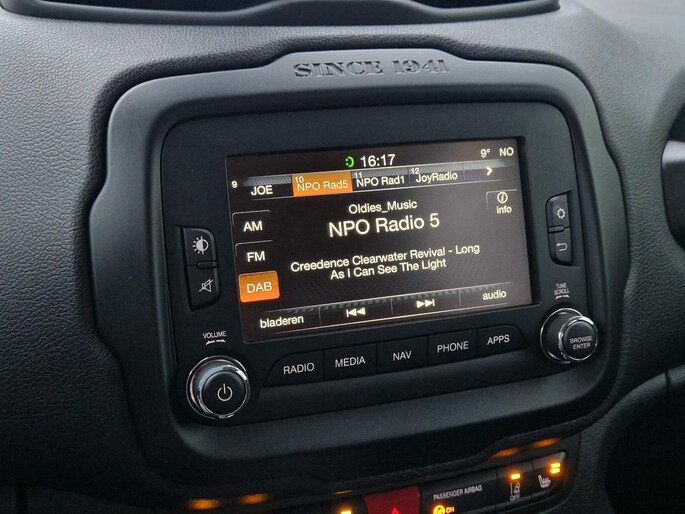 SINCE 1941
16:17
9° NO
9 JOE 10 NPO Rad5 11 NPO Rad1 12 JoyRadio >
AM
FM
DAB
Oldies_Music
NPO Radio 5
Creedence Clearwater Revival - Long
As I Can See The Light
i info
bladeren
audio
VOLUME
TUNE
SCROLL
BROWSE
ENTER
RADIO MEDIA NAV PHONE APPS
PASSENGER AIRBAG
ON
OFF